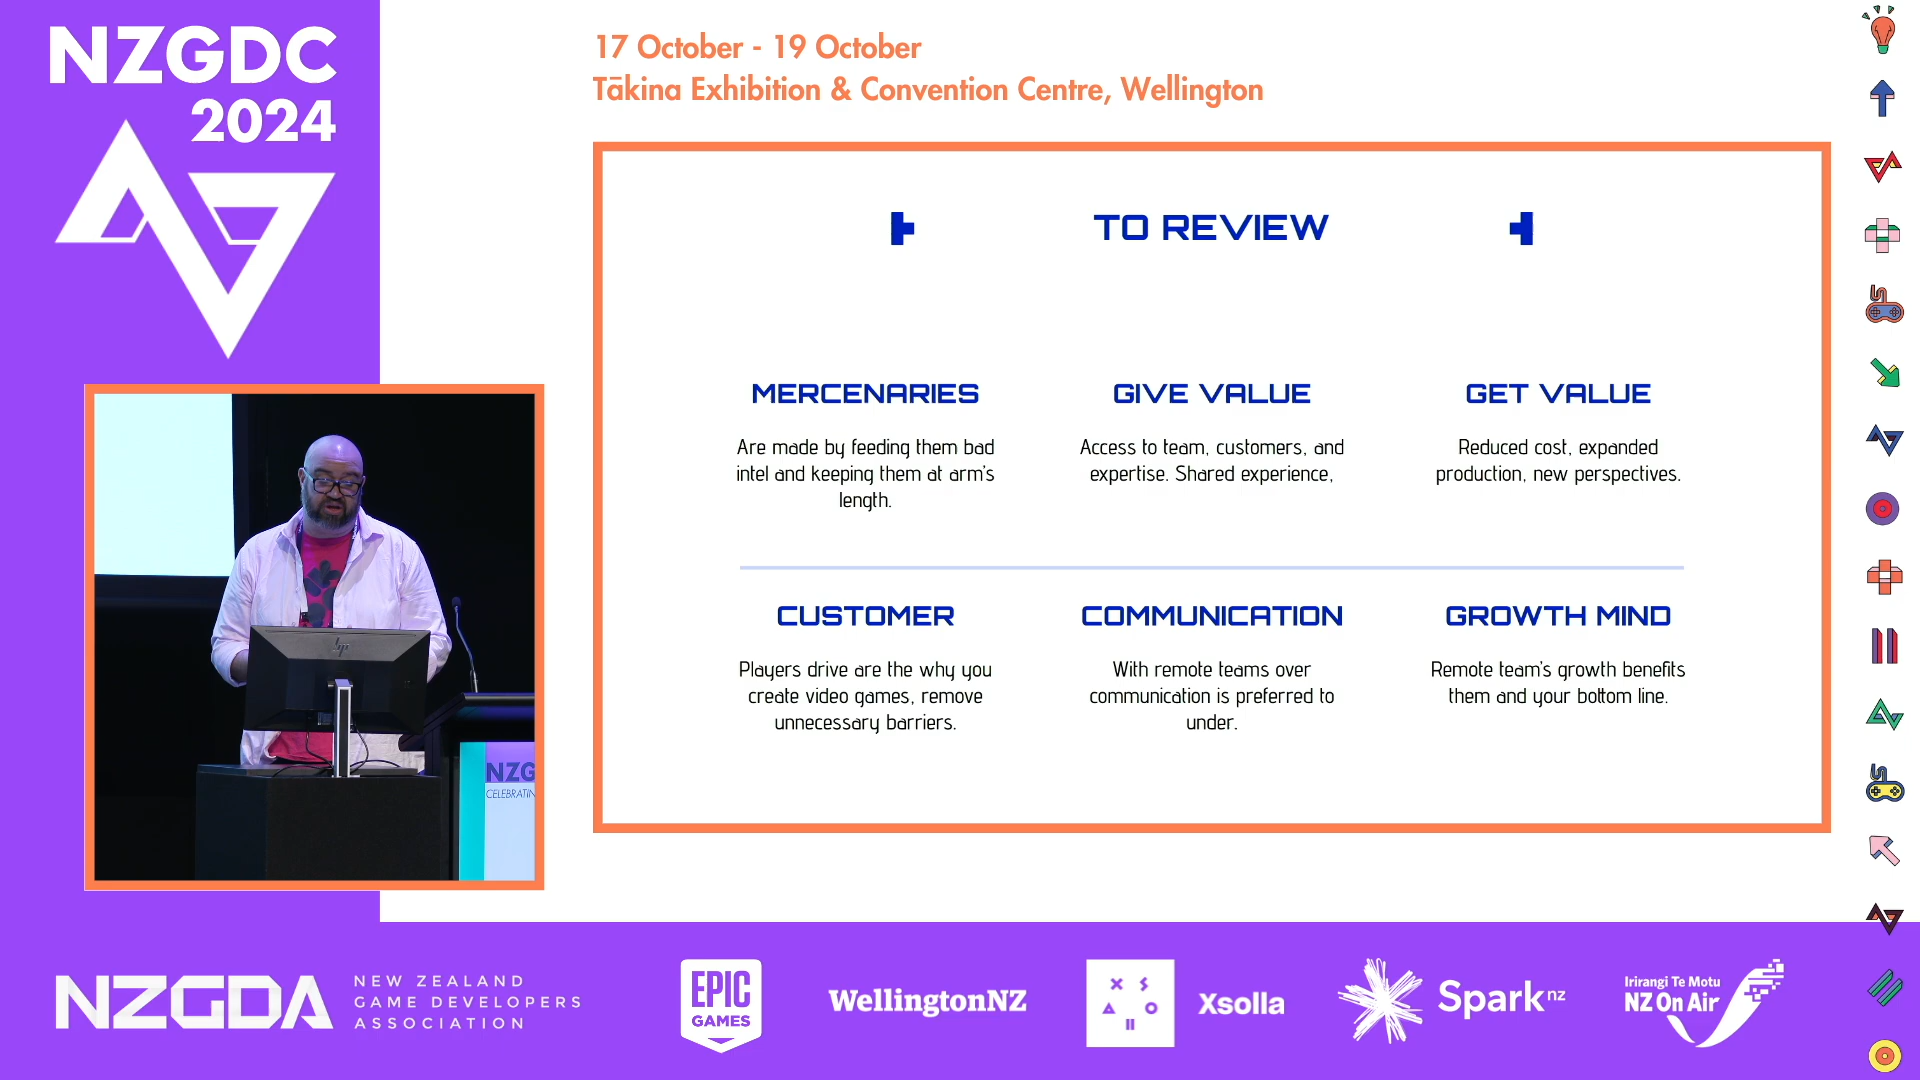 NZGDC
2024
17 October - 19 October
Tākina Exhibition & Convention Centre, Wellington
TO REVIEW
MERCENARIES
Are made by feeding them bad
intel and keeping them at arm's
length.
GIVE VALUE
Access to team, customers, and
expertise. Shared experience,
GET VALUE
Reduced cost, expanded
production, new perspectives.
CUSTOMER
Players drive are the why you
create video games, remove
unnecessary barriers.
COMMUNICATION
With remote teams over
communication is preferred to
under.
GROWTH MIND
Remote team's growth benefits
them and your bottom line.
hp
NZG
CELEBRATIN
NZGDA
NEW ZEALAND
GAME DEVELOPERS
ASSOCIATION
EPIC
GAMES
WellingtonNZ
Xsolla
Spark nz
Irirangi Te Motu
NZ On Air